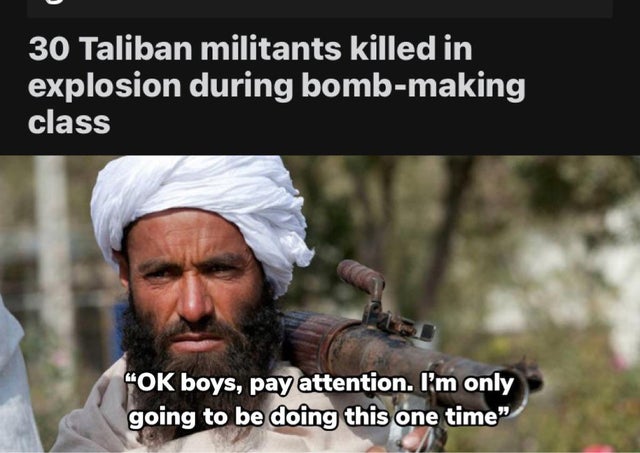 30 Taliban militants killed in
explosion during bomb-making
class
“OK boys, pay attention. I’m only
going to be doing this one time”